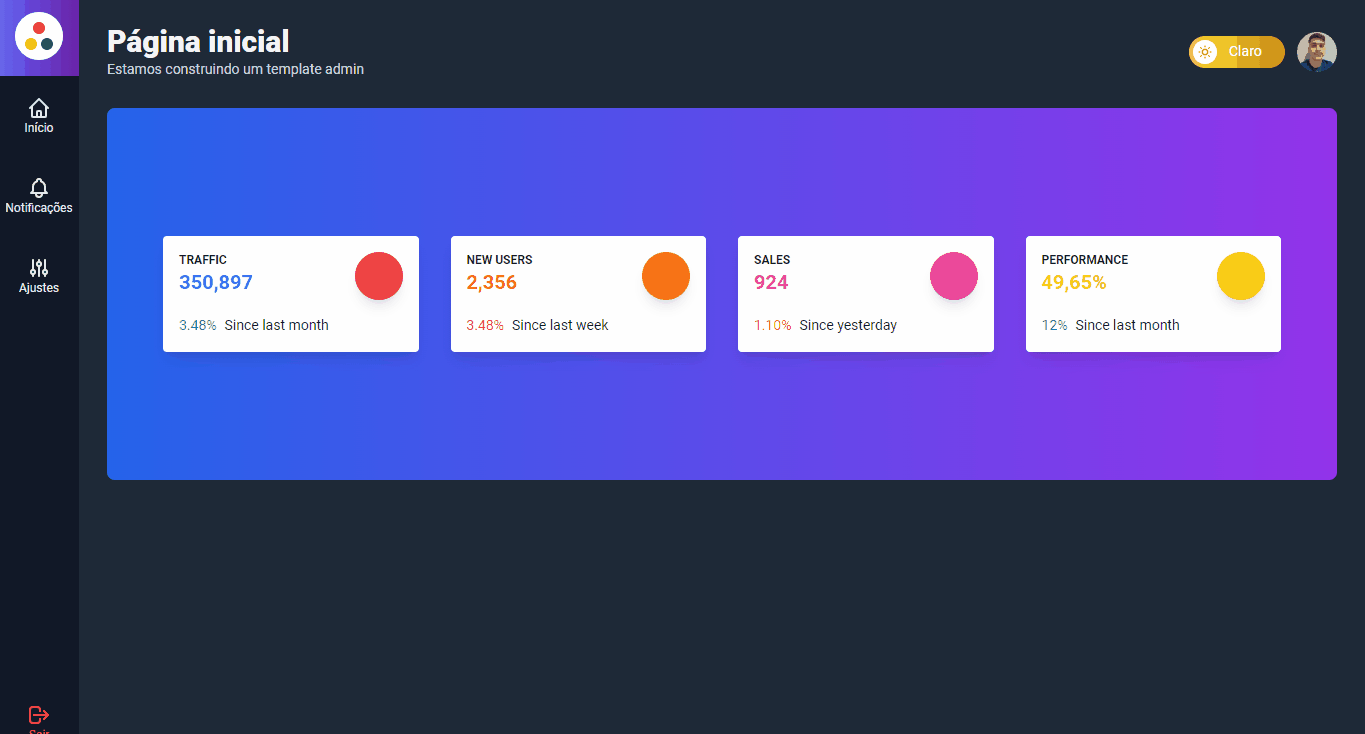 Página inicial
Estamos construindo um template admin
Claro
Início
Notificações
Ajustes
Sair
TRAFFIC
350,897
3.48% Since last month
NEW USERS
2,356
3.48% Since last week
SALES
924
1.10% Since yesterday
PERFORMANCE
49,65%
12% Since last month